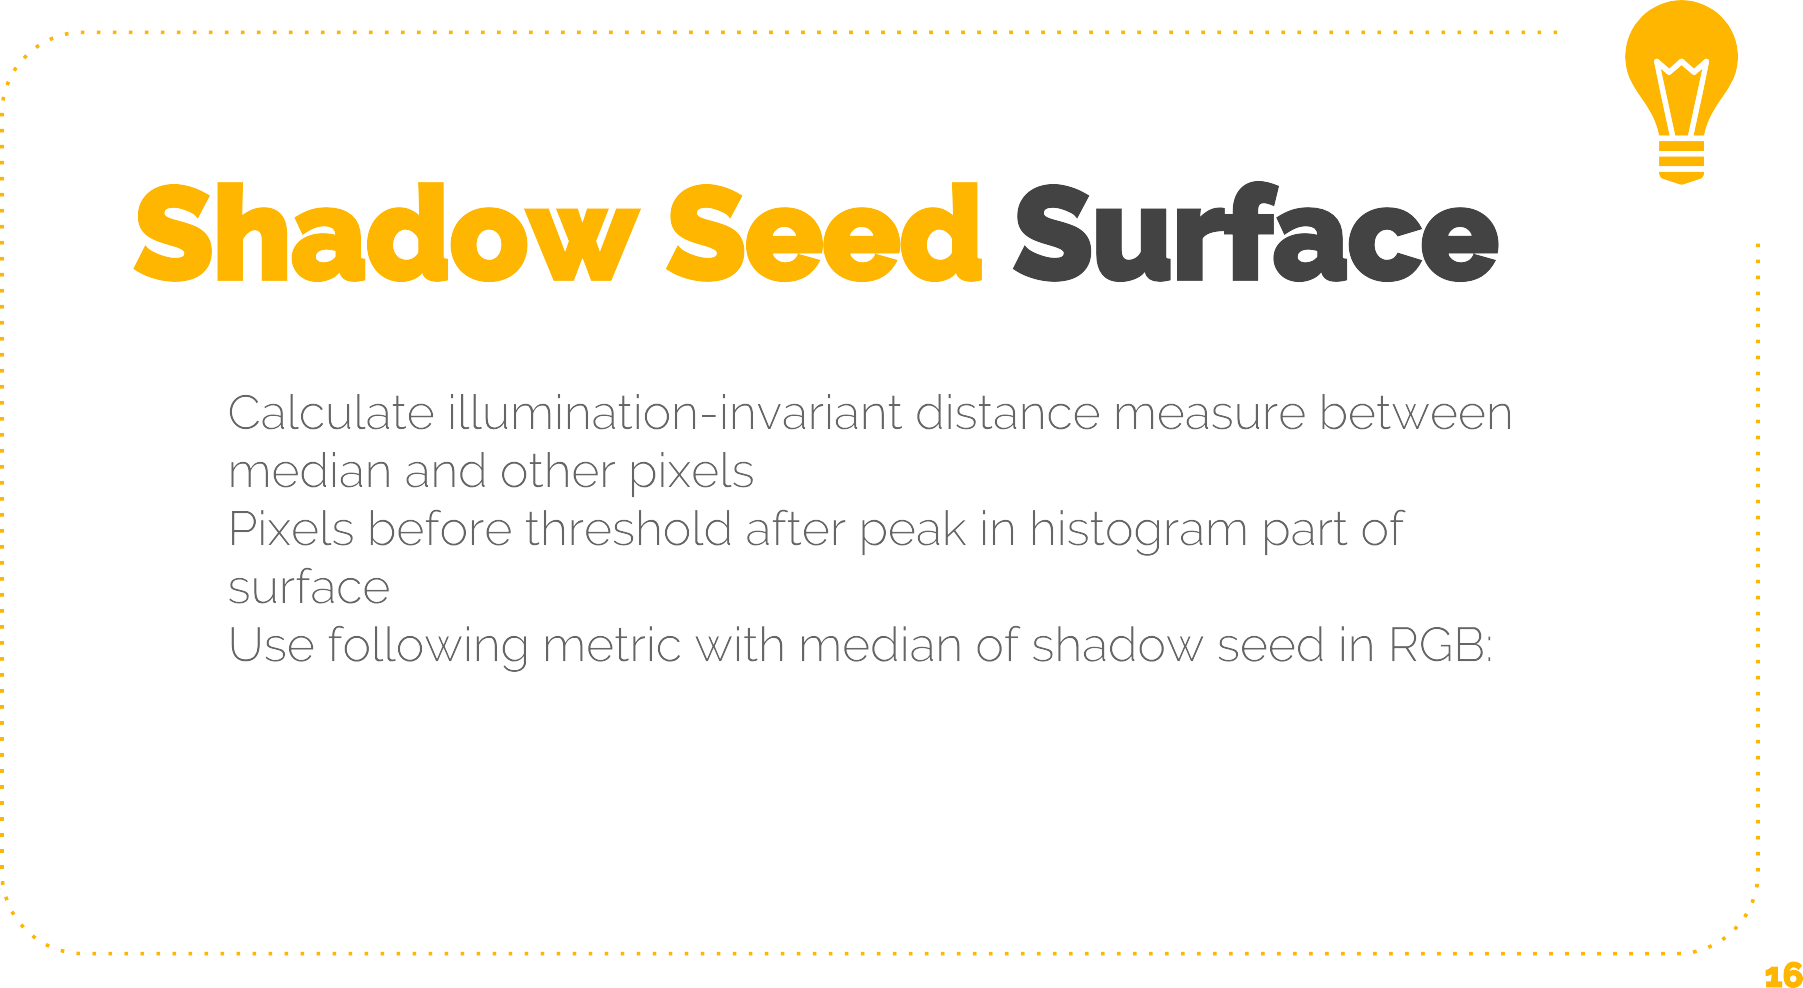 Shadow Seed Surface
Calculate illumination-invariant distance measure between
median and other pixels
Pixels before threshold after peak in histogram part of
surface
Use following metric with median of shadow seed in RGB:
16